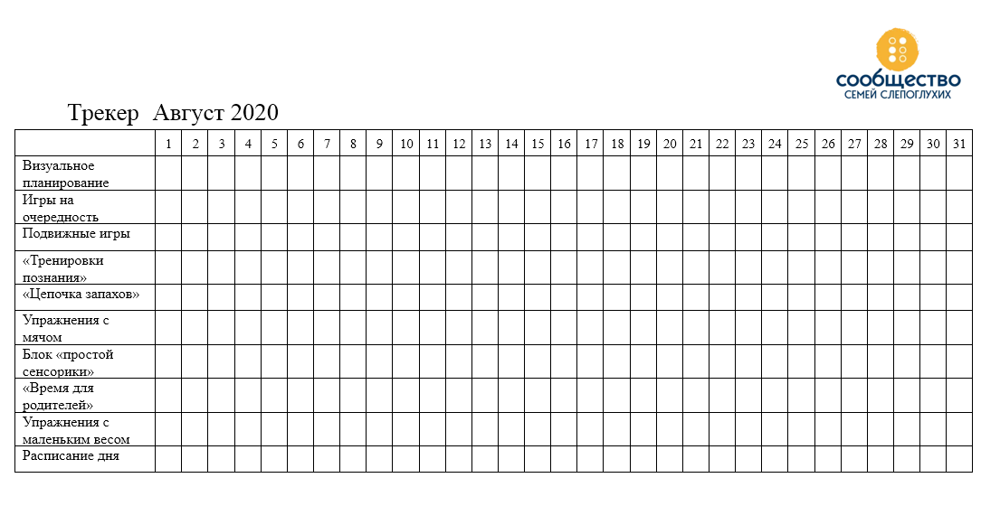 сообщество
СЕМЕЙ СЛЕПОГЛУХИХ
Трекер Август 2020
1 2 3 4 5 6 7 8 9 10 11 12 13 14 15 16 17 18 19 20 21 22 23 24 25 26 27 28 29 30 31
Визуальное
планирование
Игры на
очередность
Подвижные игры
«Тренировки
познания»
«Цепочка запахов»
Упражнения с
мячом
Блок «простой
сенсорики»
«Время для
родителей»
Упражнения с
маленьким весом
Расписание дня